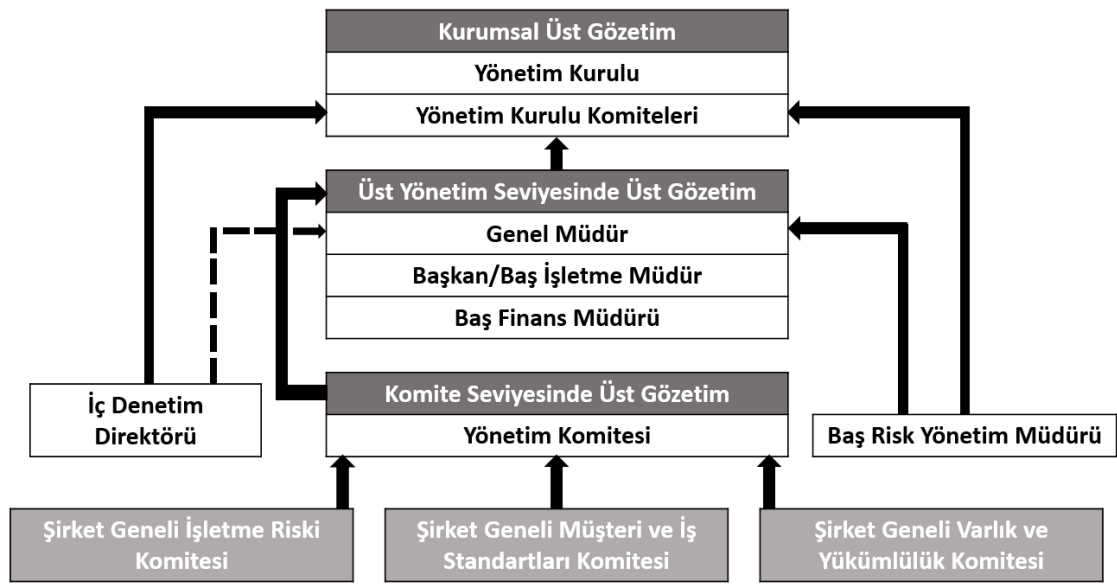 Kurumsal Üst Gözetim
Yönetim Kurulu
Yönetim Kurulu Komiteleri
Üst Yönetim Seviyesinde Üst Gözetim
Genel Müdür
Başkan/Baş İşletme Müdür
Baş Finans Müdürü
İç Denetim
Direktörü
Komite Seviyesinde Üst Gözetim
Yönetim Komitesi
Baş Risk Yönetim Müdürü
Şirket Geneli İşletme Riski
Komitesi
Şirket Geneli Müşteri ve İş
Standartları Komitesi
Şirket Geneli Varlık ve
Yükümlülük Komitesi